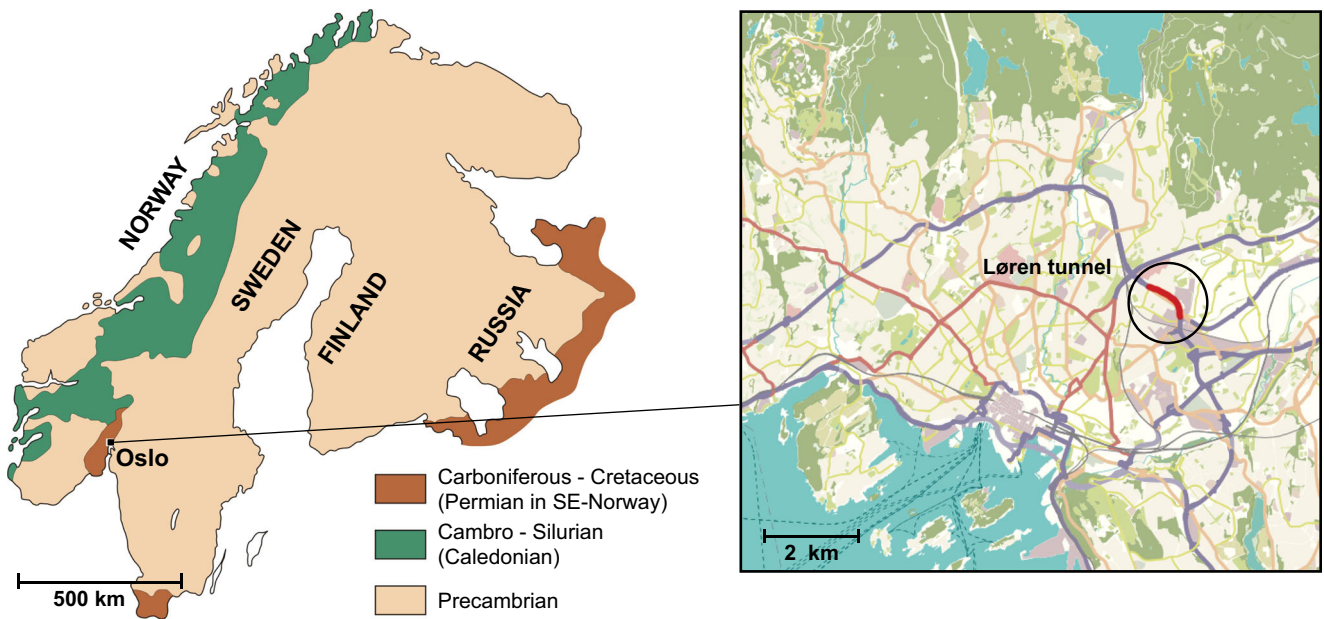 NORWAY
SWEDEN
FINLAND
RUSSIA
Oslo
Carboniferous - Cretaceous
(Permian in SE-Norway)
Cambro - Silurian
(Caledonian)
Precambrian
500 km
Løren tunnel
2 km